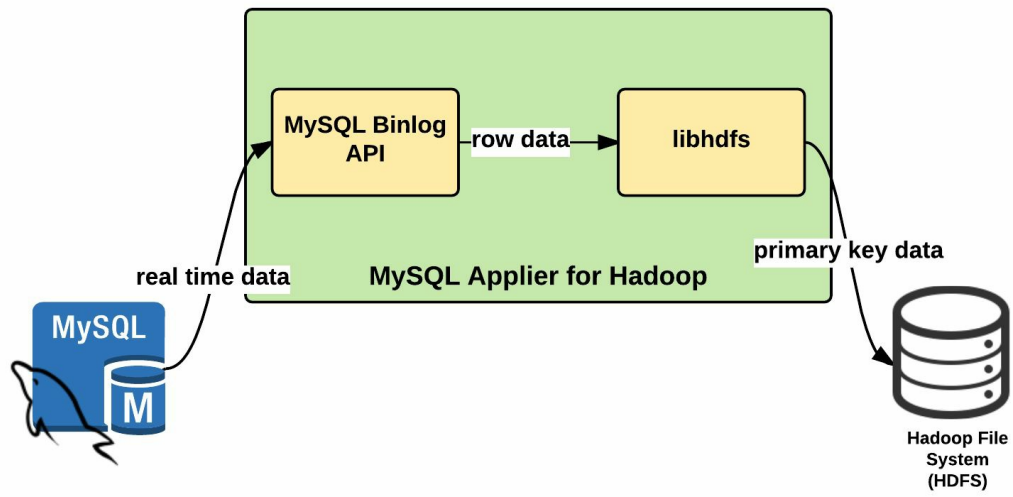 MySQL Binlog
API
row data
libhdfs
primary key data
real time data
MySQL Applier for Hadoop
MySQL
M
Hadoop File
System
(HDFS)